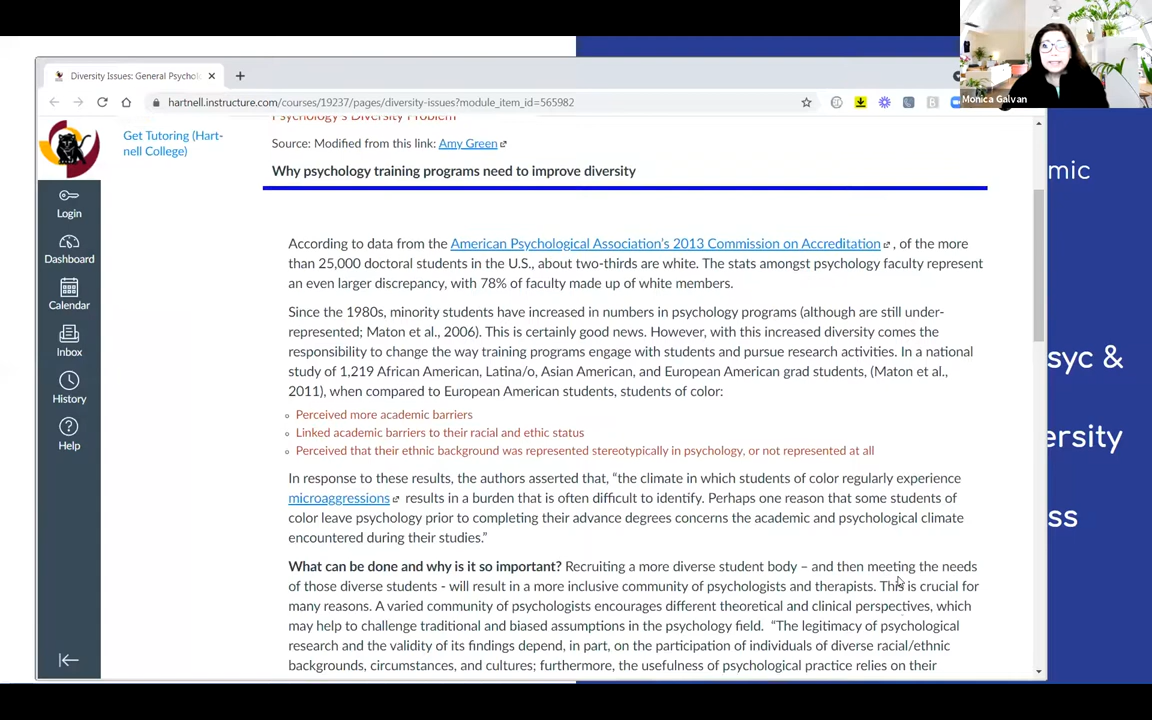 Diversity Issues: General Psycholo
hartnell.instructure.com/courses/19237/pages/diversity-issues?module_item_id=565982
Monica Galvan
Get Tutoring (Hart-
nell College)
Login
Dashboard
Calendar
Inbox
History
Help
Psychology's Diversity Problem
Source: Modified from this link: Amy Green
Why psychology training programs need to improve diversity
According to data from the American Psychological Association's 2013 Commission on Accreditation , of the more
than 25,000 doctoral students in the U.S., about two-thirds are white. The stats amongst psychology faculty represent
an even larger discrepancy, with 78% of faculty made up of white members.
Since the 1980s, minority students have increased in numbers in psychology programs (although are still under-
represented; Maton et al., 2006). This is certainly good news. However, with this increased diversity comes the
responsibility to change the way training programs engage with students and pursue research activities. In a national
study of 1,219 African American, Latina/o, Asian American, and European American grad students, (Maton et al.,
2011), when compared to European American students, students of color:
Perceived more academic barriers
Linked academic barriers to their racial and ethic status
Perceived that their ethnic background was represented stereotypically in psychology, or not represented at all
In response to these results, the authors asserted that, "the climate in which students of color regularly experience
microaggressions results in a burden that is often difficult to identify. Perhaps one reason that some students of
color leave psychology prior to completing their advance degrees concerns the academic and psychological climate
encountered during their studies."
What can be done and why is it so important? Recruiting a more diverse student body – and then meeting the needs
of those diverse students - will result in a more inclusive community of psychologists and therapists. This is crucial for
many reasons. A varied community of psychologists encourages different theoretical and clinical perspectives, which
may help to challenge traditional and biased assumptions in the psychology field. "The legitimacy of psychological
research and the validity of its findings depend, in part, on the participation of individuals of diverse racial/ethnic
backgrounds, circumstances, and cultures; furthermore, the usefulness of psychological practice relies on their
mic
syc &
ersity
ss